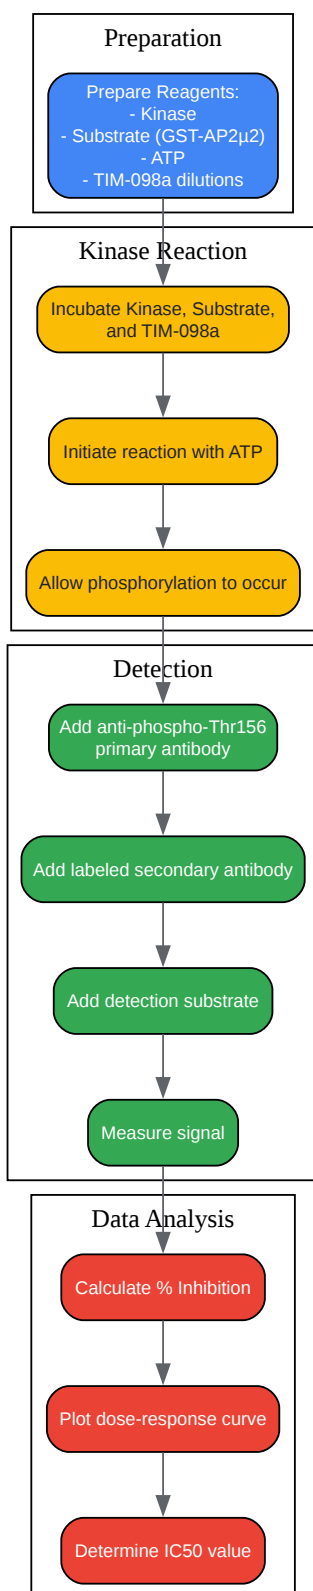 Preparation
Prepare Reagents:
- Kinase
- Substrate (GST-AP2µ2)
- ATP
- TIM-098a dilutions
Kinase Reaction
Incubate Kinase, Substrate,
and TIM-098a
Initiate reaction with ATP
Allow phosphorylation to occur
Detection
Add anti-phospho-Thr156
primary antibody
Add labeled secondary antibody
Add detection substrate
Measure signal
Data Analysis
Calculate % Inhibition
Plot dose-response curve
Determine IC50 value